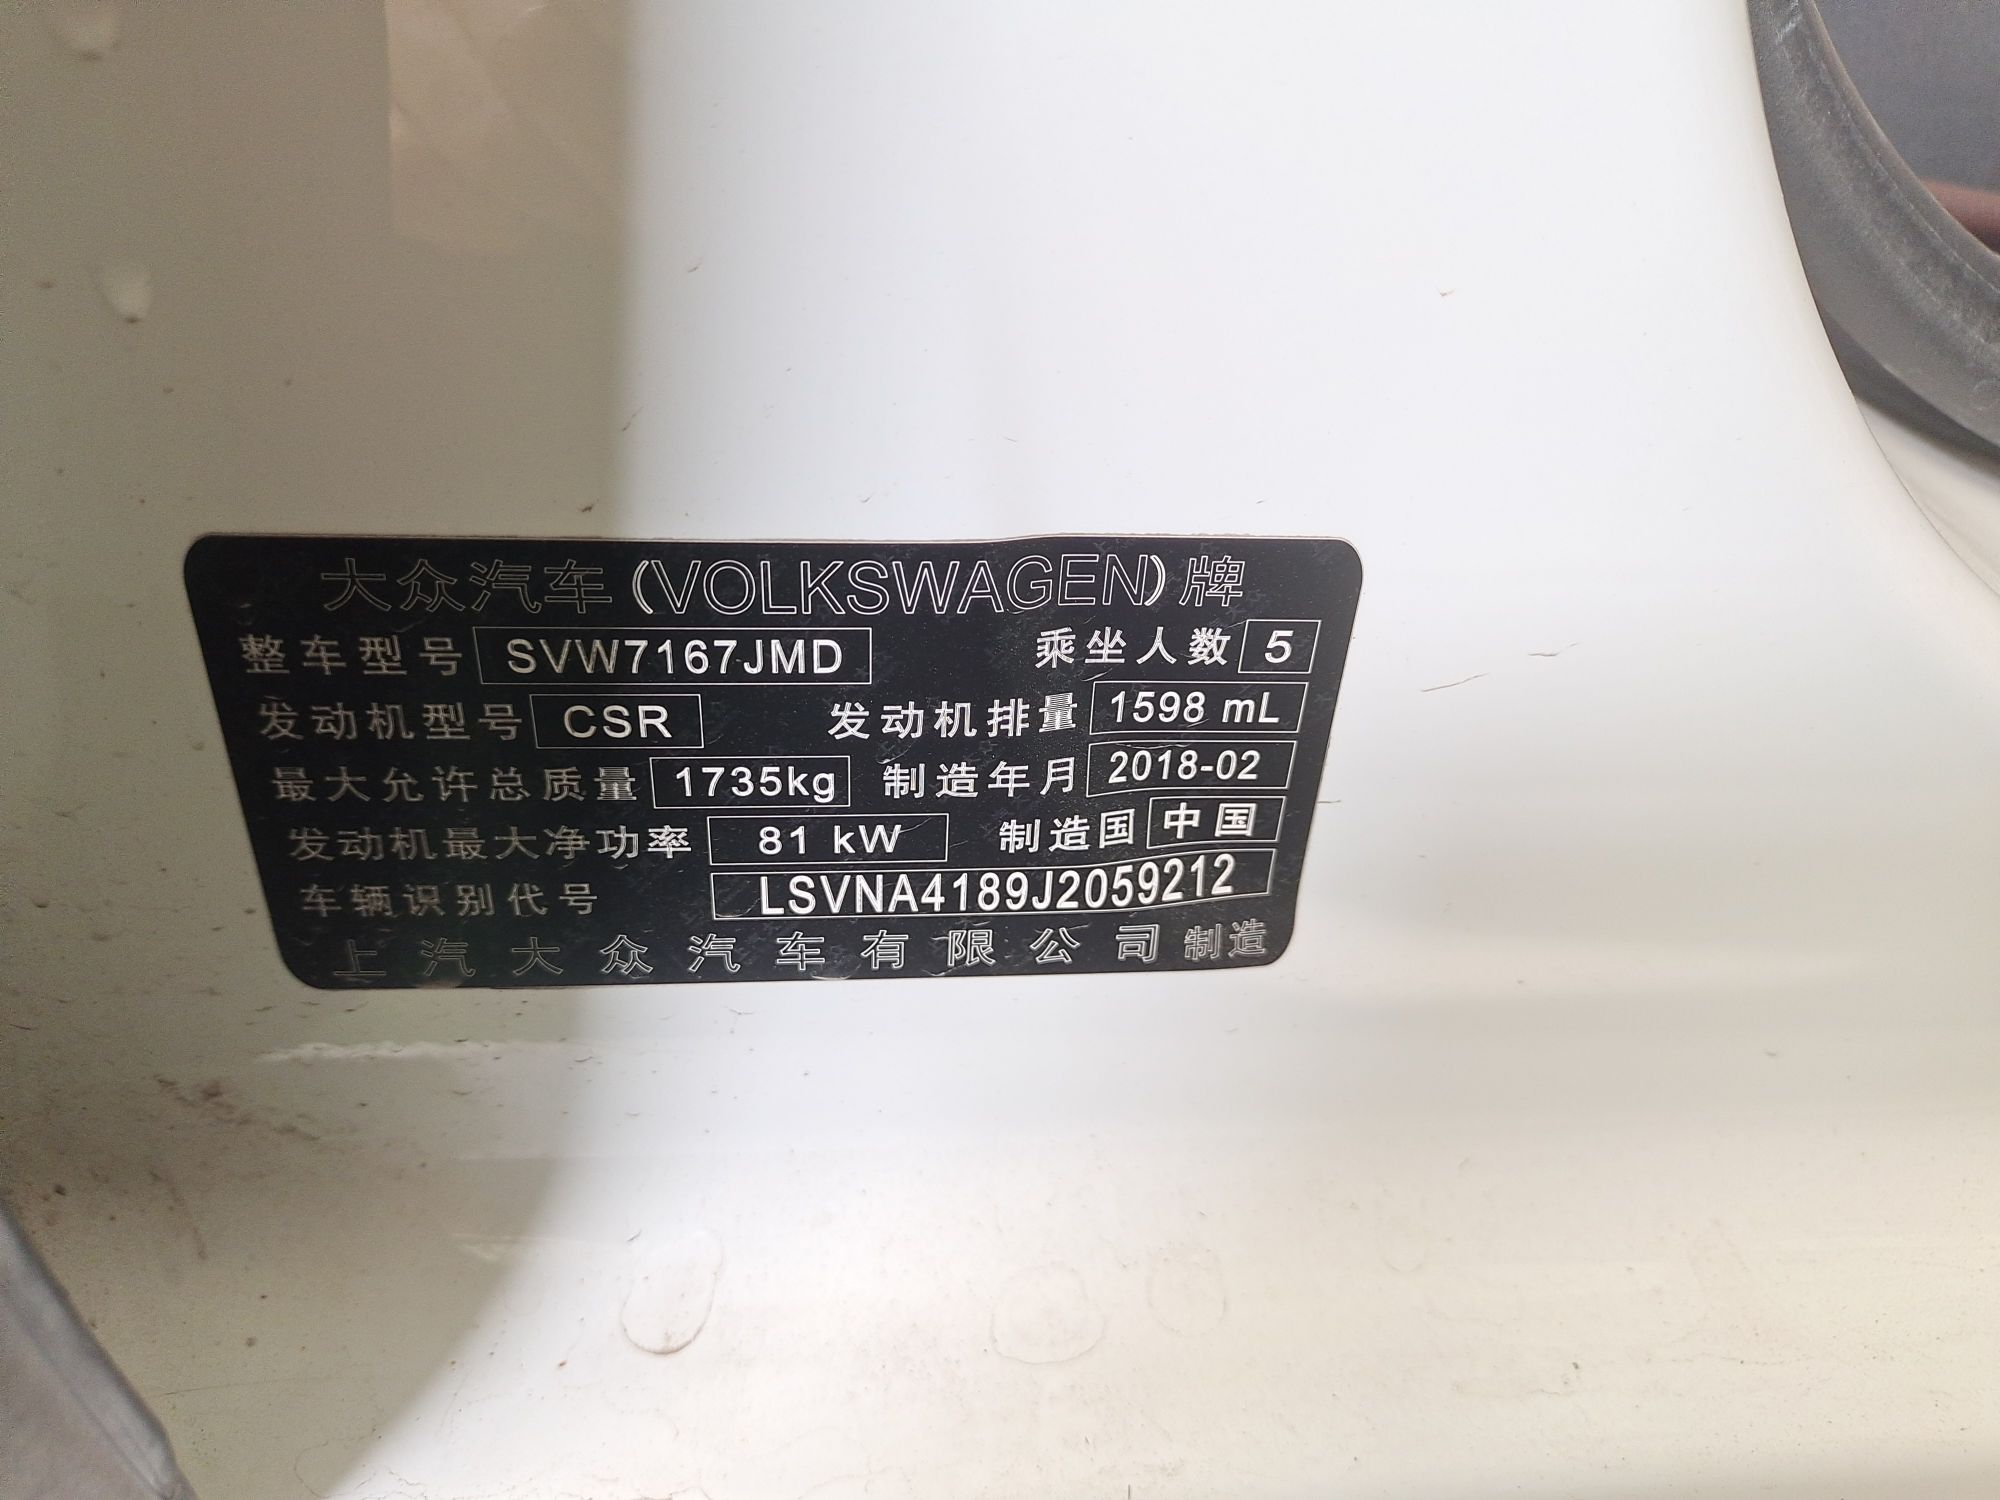 大众汽车(VOLKSWAGEN)牌
整车型号 SVW7167JMD 乘坐人数 5
发动机型号 CSR 发动机排量 1598 mL
最大允许总质量 1735kg 制造年月 2018-02
发动机最大净功率 81 kW 制造国 中国
车辆识别代号 LSVNA4189J2059212
上汽大众汽车有限公司制造